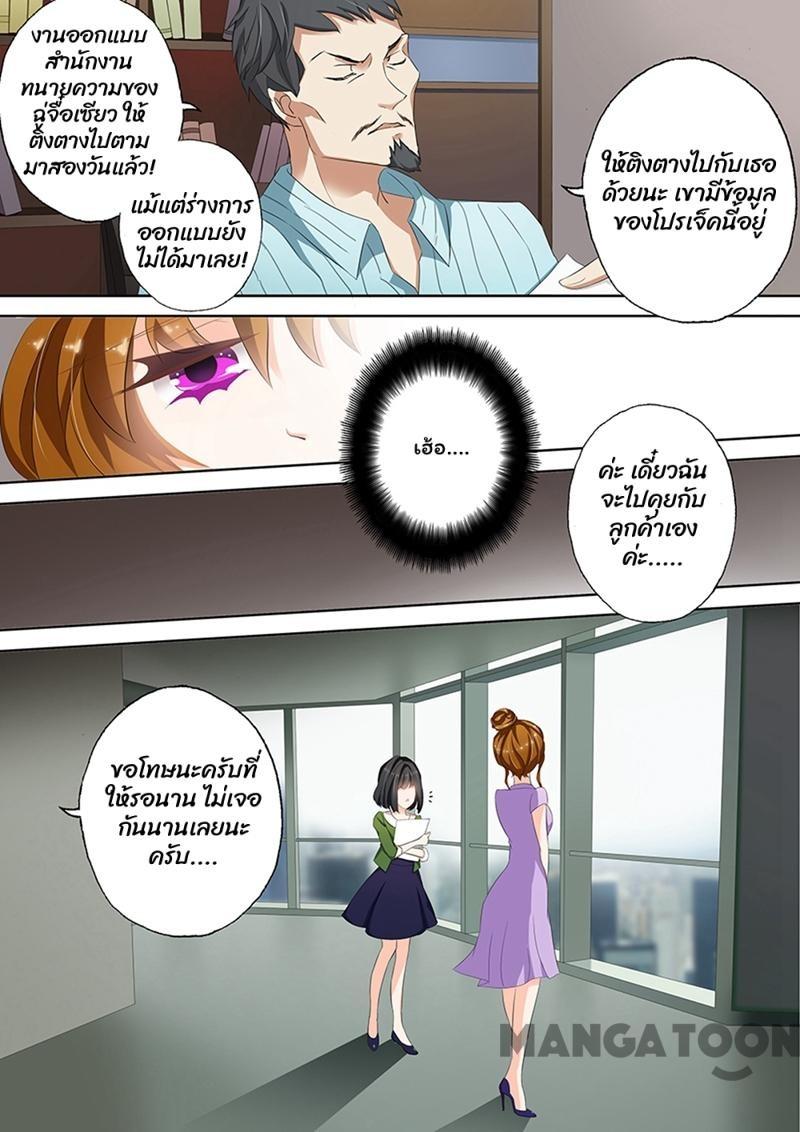 งานออกแบบ
สำนักงาน
ทนายความของ
ฉู่จื่อเซียว ให้
ติงตางไปตาม
มาสองวันแล้ว!
แม้แต่ร่างการ
ออกแบบยัง
ไม่ได้มาเลย!
ให้ติงตางไปกับเธอ
ด้วยนะ เขามีข้อมูล
ของโปรเจ็คนี้อยู่
เฮ้อ....
ค่ะ เดี๋ยวฉัน
จะไปคุยกับ
ลูกค้าเอง
ค่ะ.....
ขอโทษนะครับที่
ให้รอนาน ไม่เจอ
กันนานเลยนะ
ครับ....
MANGATOON